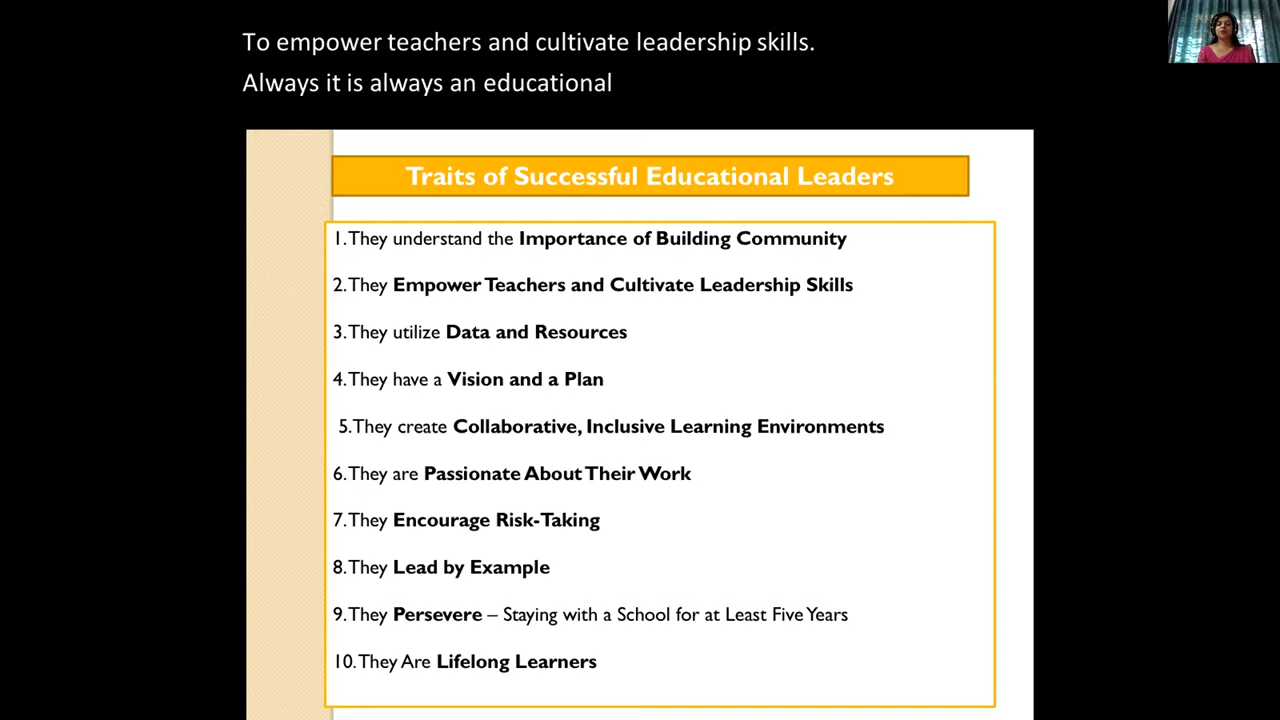 To empower teachers and cultivate leadership skills.
Always it is always an educational
Traits of Successful Educational Leaders
1. They understand the Importance of Building Community
2. They Empower Teachers and Cultivate Leadership Skills
3. They utilize Data and Resources
4. They have a Vision and a Plan
5. They create Collaborative, Inclusive Learning Environments
6. They are Passionate About Their Work
7. They Encourage Risk-Taking
8. They Lead by Example
9. They Persevere – Staying with a School for at Least Five Years
10. They Are Lifelong Learners